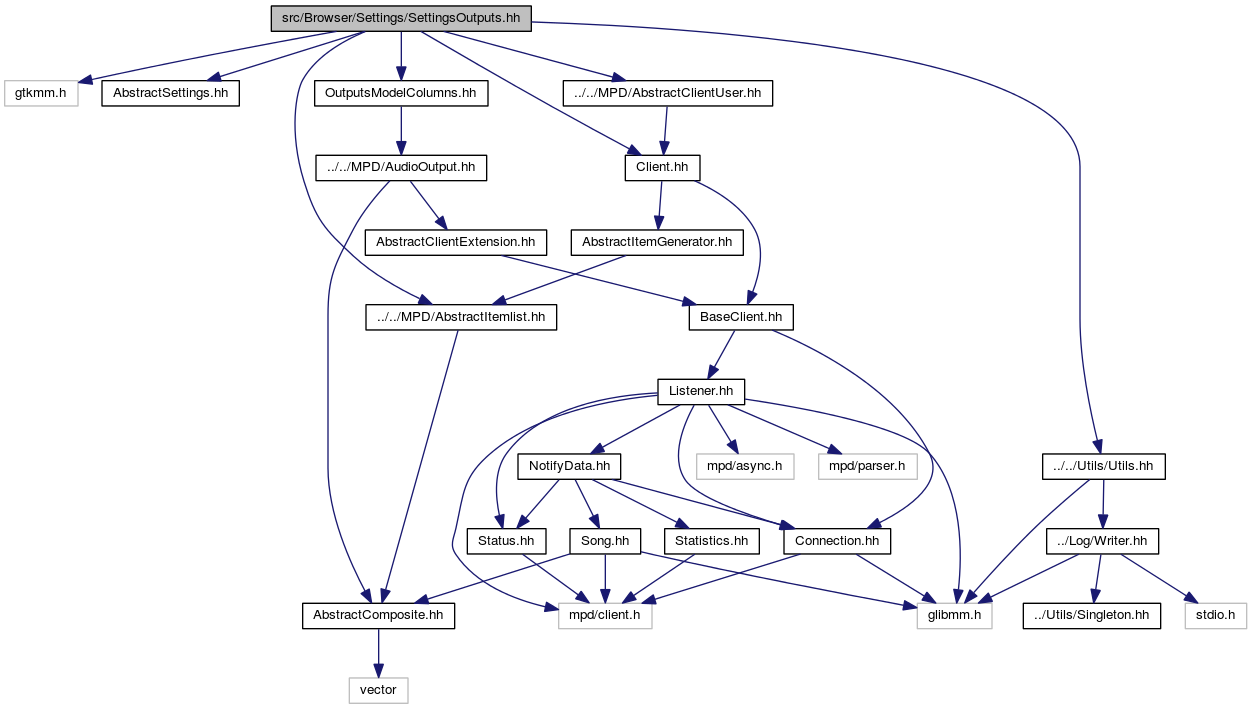 src/Browser/Settings/SettingsOutputs.hh
gtkmm.h
AbstractSettings.hh
OutputsModelColumns.hh
../../MPD/AbstractClientUser.hh
../../MPD/AudioOutput.hh
Client.hh
AbstractClientExtension.hh
AbstractItemGenerator.hh
../../MPD/AbstractItemlist.hh
BaseClient.hh
Listener.hh
NotifyData.hh
mpd/async.h
mpd/parser.h
../../Utils/Utils.hh
Status.hh
Song.hh
Statistics.hh
Connection.hh
../Log/Writer.hh
AbstractComposite.hh
mpd/client.h
glibmm.h
../Utils/Singleton.hh
stdio.h
vector